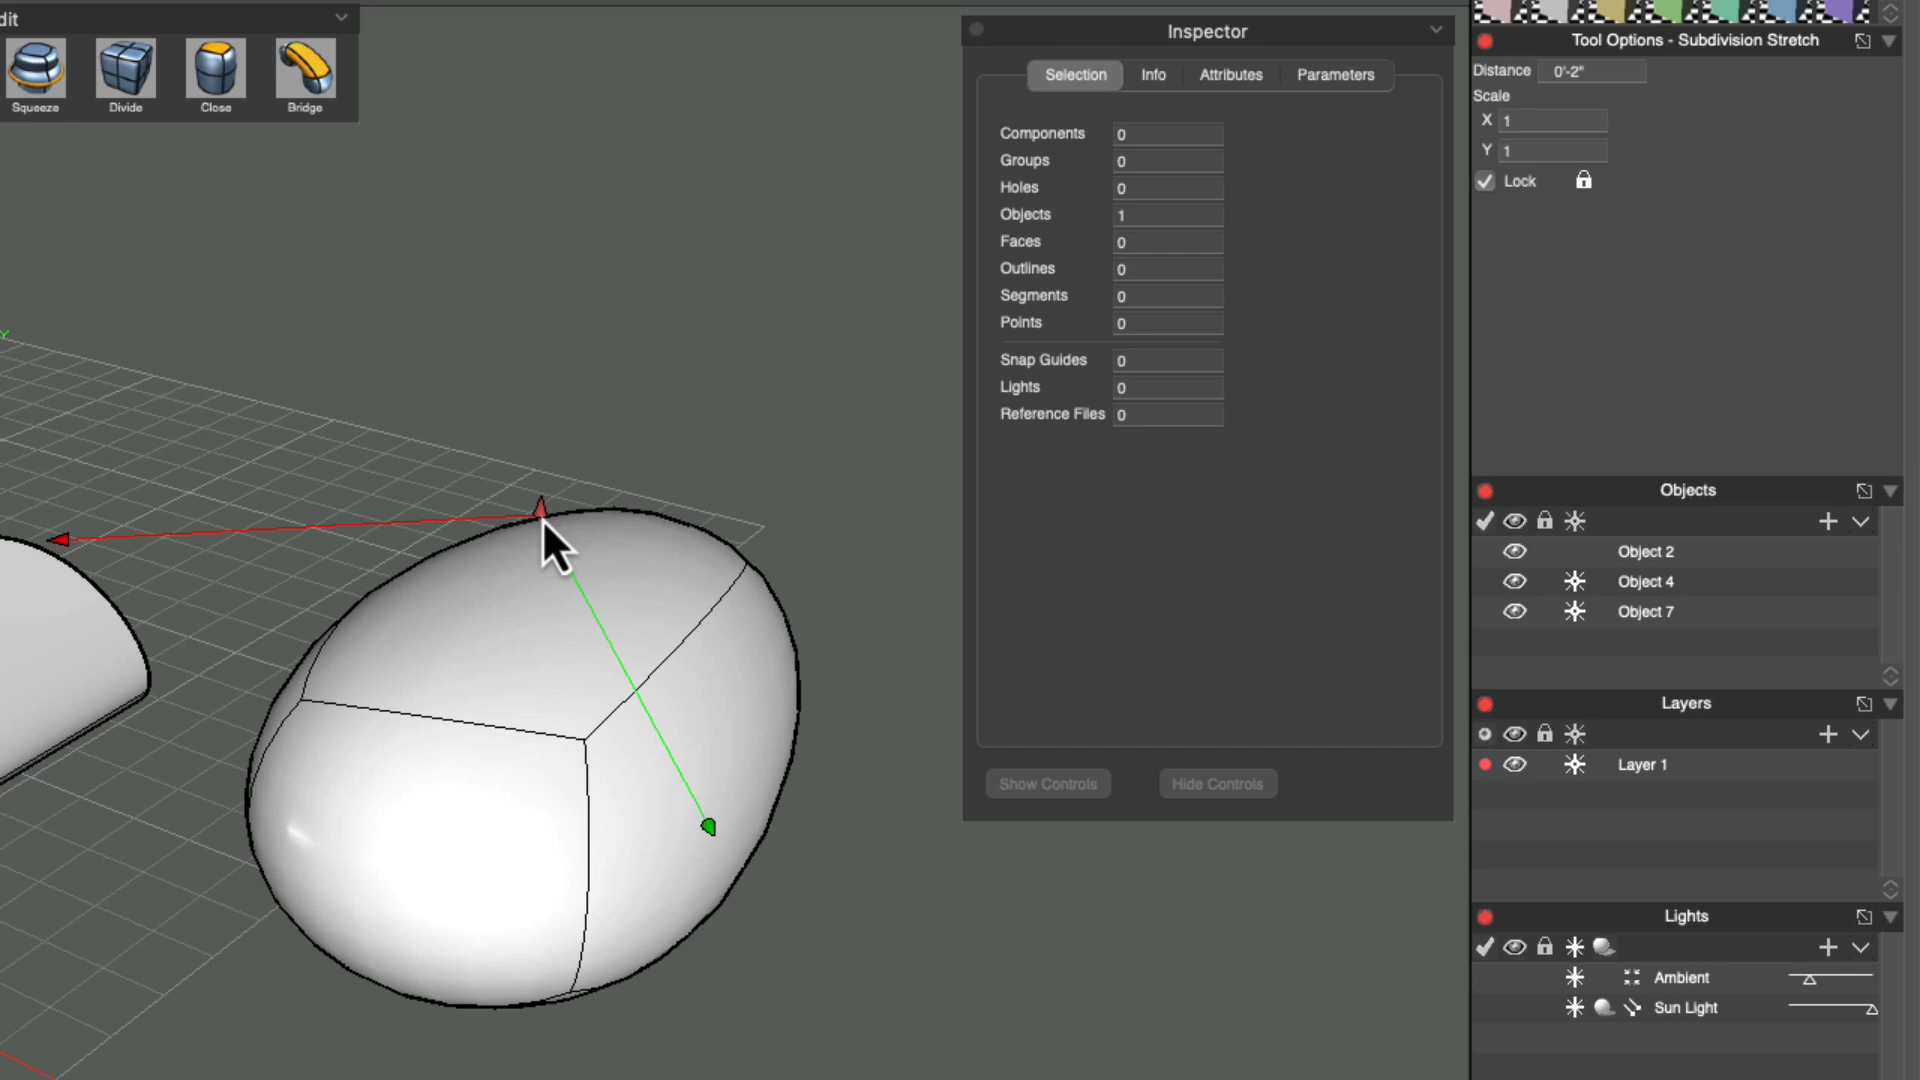 dit
Squeeze
Divide
Close
Bridge
Y
Inspector
Selection
Info
Attributes
Parameters
Components 0
Groups 0
Holes 0
Objects 1
Faces 0
Outlines 0
Segments 0
Points 0
Snap Guides 0
Lights 0
Reference Files 0
Show Controls
Hide Controls
Tool Options - Subdivision Stretch
Distance 0'-2"
Scale
X 1
Y 1
Lock
Objects
Object 2
Object 4
Object 7
Layers
Layer 1
Lights
Ambient
Sun Light